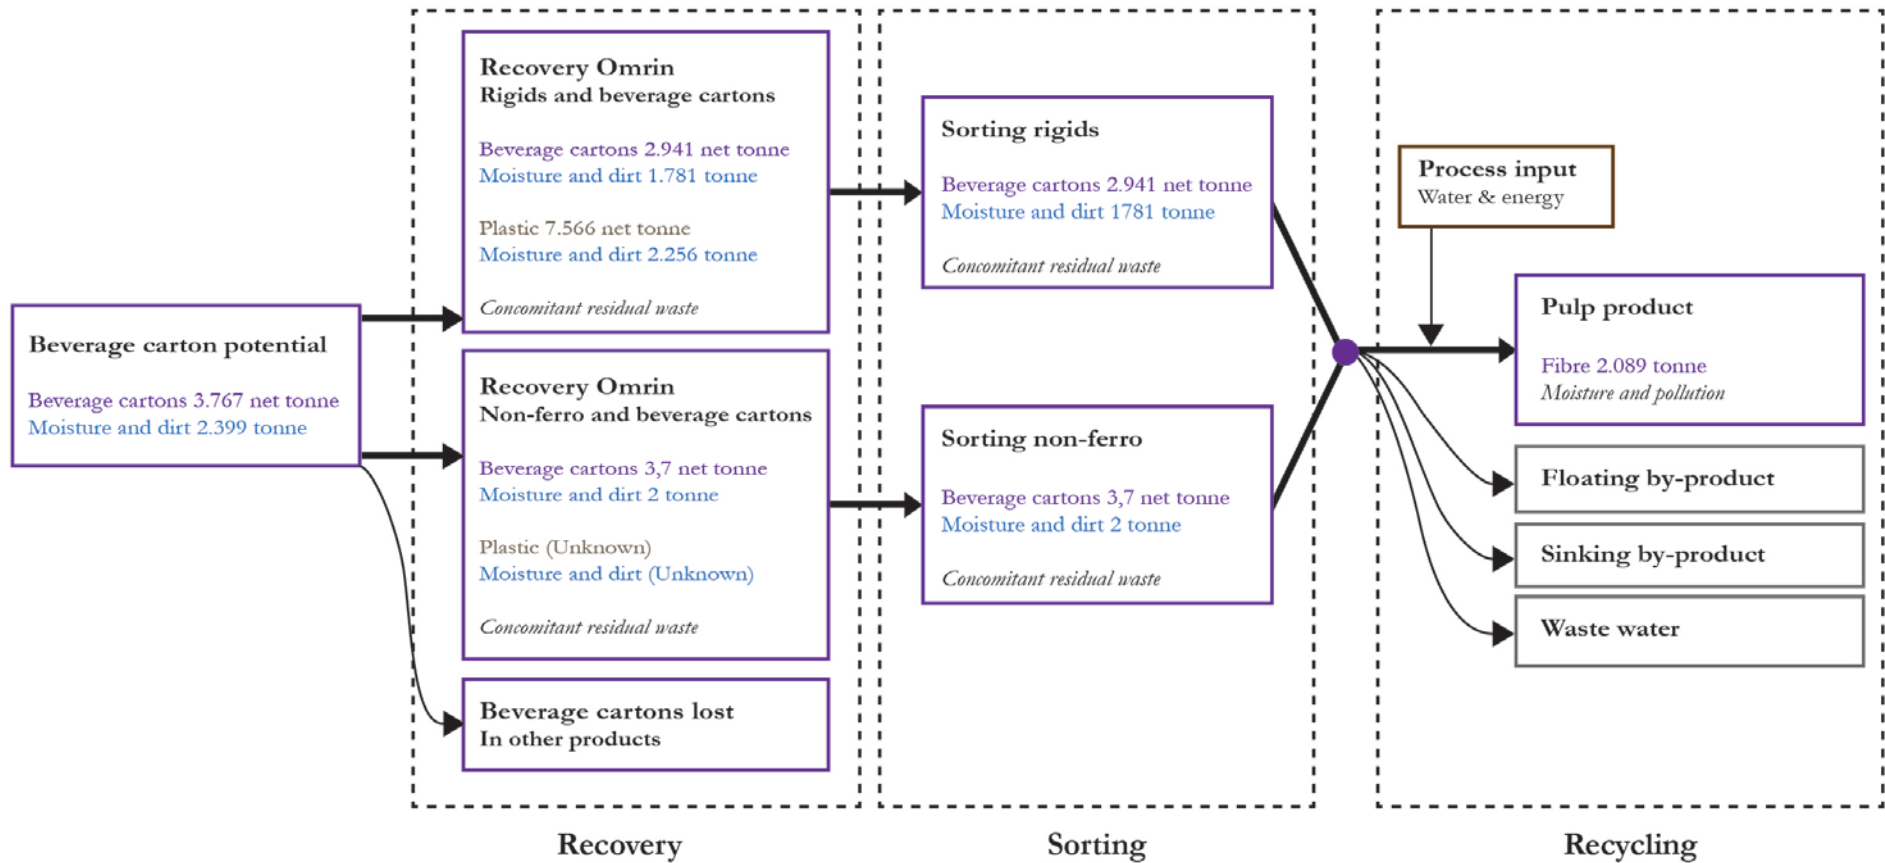 Beverage carton potential
Beverage cartons 3.767 net tonne
Moisture and dirt 2.399 tonne
Recovery Omrin
Rigids and beverage cartons
Beverage cartons 2.941 net tonne
Moisture and dirt 1.781 tonne
Plastic 7.566 net tonne
Moisture and dirt 2.256 tonne
Concomitant residual waste
Recovery Omrin
Non-ferro and beverage cartons
Beverage cartons 3,7 net tonne
Moisture and dirt 2 tonne
Plastic (Unknown)
Moisture and dirt (Unknown)
Concomitant residual waste
Beverage cartons lost
In other products
Recovery
Sorting rigids
Beverage cartons 2.941 net tonne
Moisture and dirt 1781 tonne
Concomitant residual waste
Sorting non-ferro
Beverage cartons 3,7 net tonne
Moisture and dirt 2 tonne
Concomitant residual waste
Sorting
Process input
Water & energy
Pulp product
Fibre 2.089 tonne
Moisture and pollution
Floating by-product
Sinking by-product
Waste water
Recycling